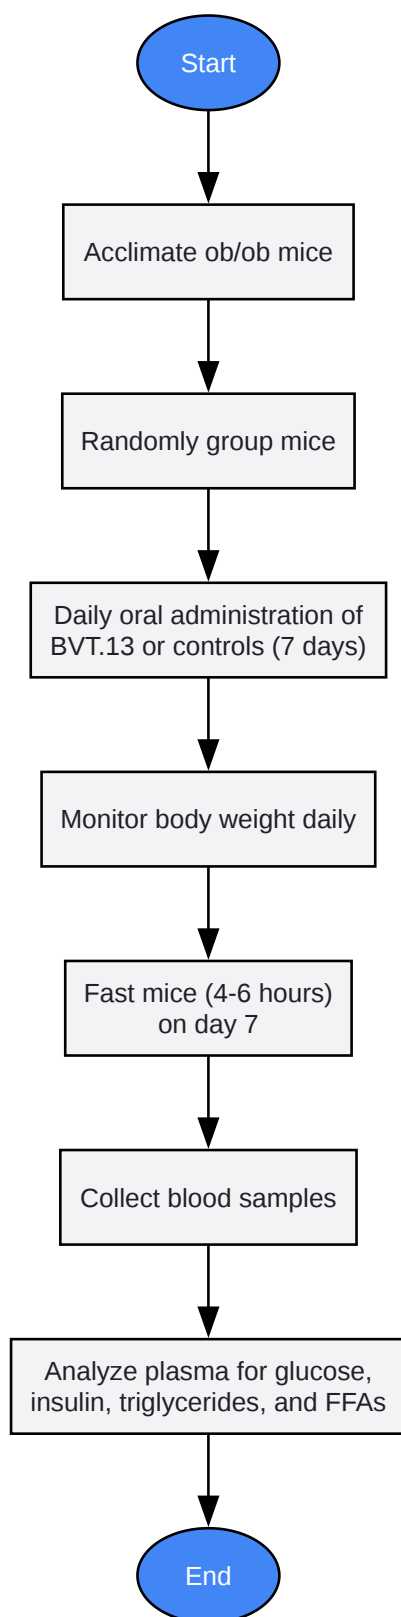 Start
Acclimate ob/ob mice
Randomly group mice
Daily oral administration of
BVT.13 or controls (7 days)
Monitor body weight daily
Fast mice (4-6 hours)
on day 7
Collect blood samples
Analyze plasma for glucose,
insulin, triglycerides, and FFAs
End